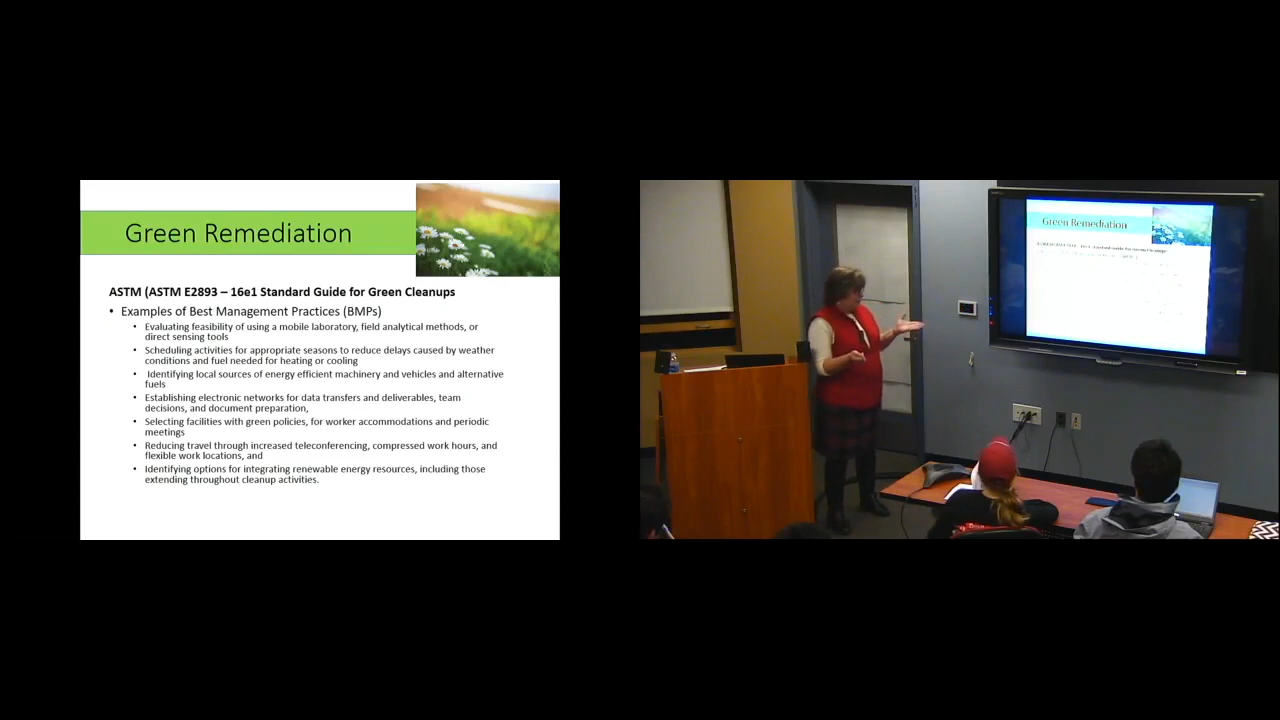 Green Remediation
ASTM (ASTM E2893 – 16e1 Standard Guide for Green Cleanups
• Examples of Best Management Practices (BMPs)
• Evaluating feasibility of using a mobile laboratory, field analytical methods, or
direct sensing tools
• Scheduling activities for appropriate seasons to reduce delays caused by weather
conditions and fuel needed for heating or cooling
• Identifying local sources of energy efficient machinery and vehicles and alternative
fuels
• Establishing electronic networks for data transfers and deliverables, team
decisions, and document preparation,
• Selecting facilities with green policies, for worker accommodations and periodic
meetings
• Reducing travel through increased teleconferencing, compressed work hours, and
flexible work locations, and
• Identifying options for integrating renewable energy resources, including those
extending throughout cleanup activities.
Green Remediation